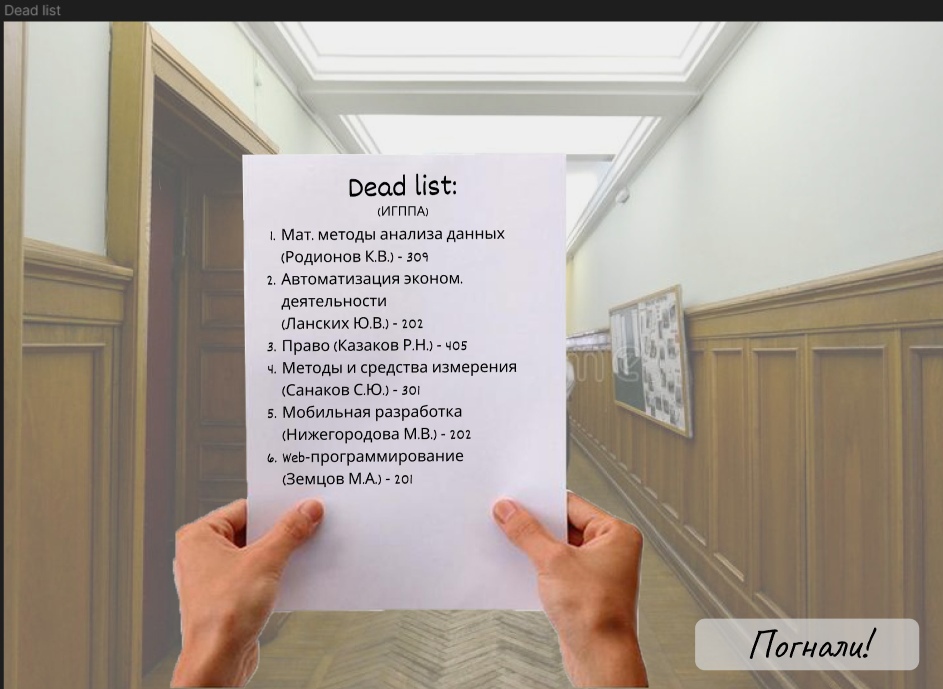 Dead list
Dead list:
(ИГППА)
1. Мат. методы анализа данных
(Родионов К.В.) - 309
2. Автоматизация эконом.
деятельности
(Ланских Ю.В.) - 202
3. Право (Казаков Р.Н.) - 405
4. Методы и средства измерения
(Санаков С.Ю.) - 301
5. Мобильная разработка
(Нижегородова М.В.) - 202
6. Web-программирование
(Земцов М.А.) - 201
Погнали!